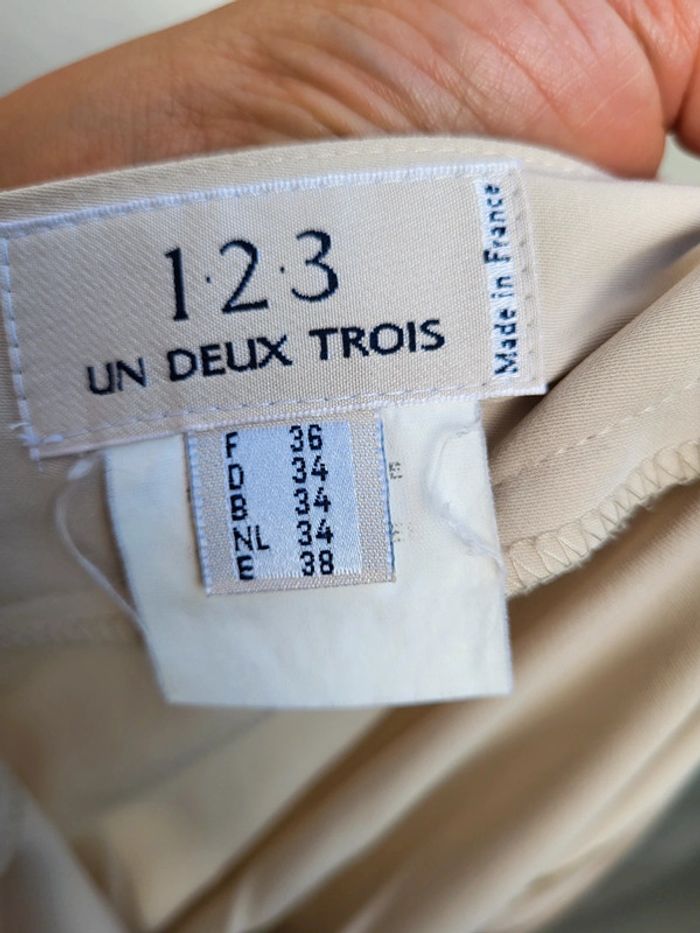 1·2·3
UN DEUX TROIS
Made in France
F 36
D 34
B 34
NL 34
E 38